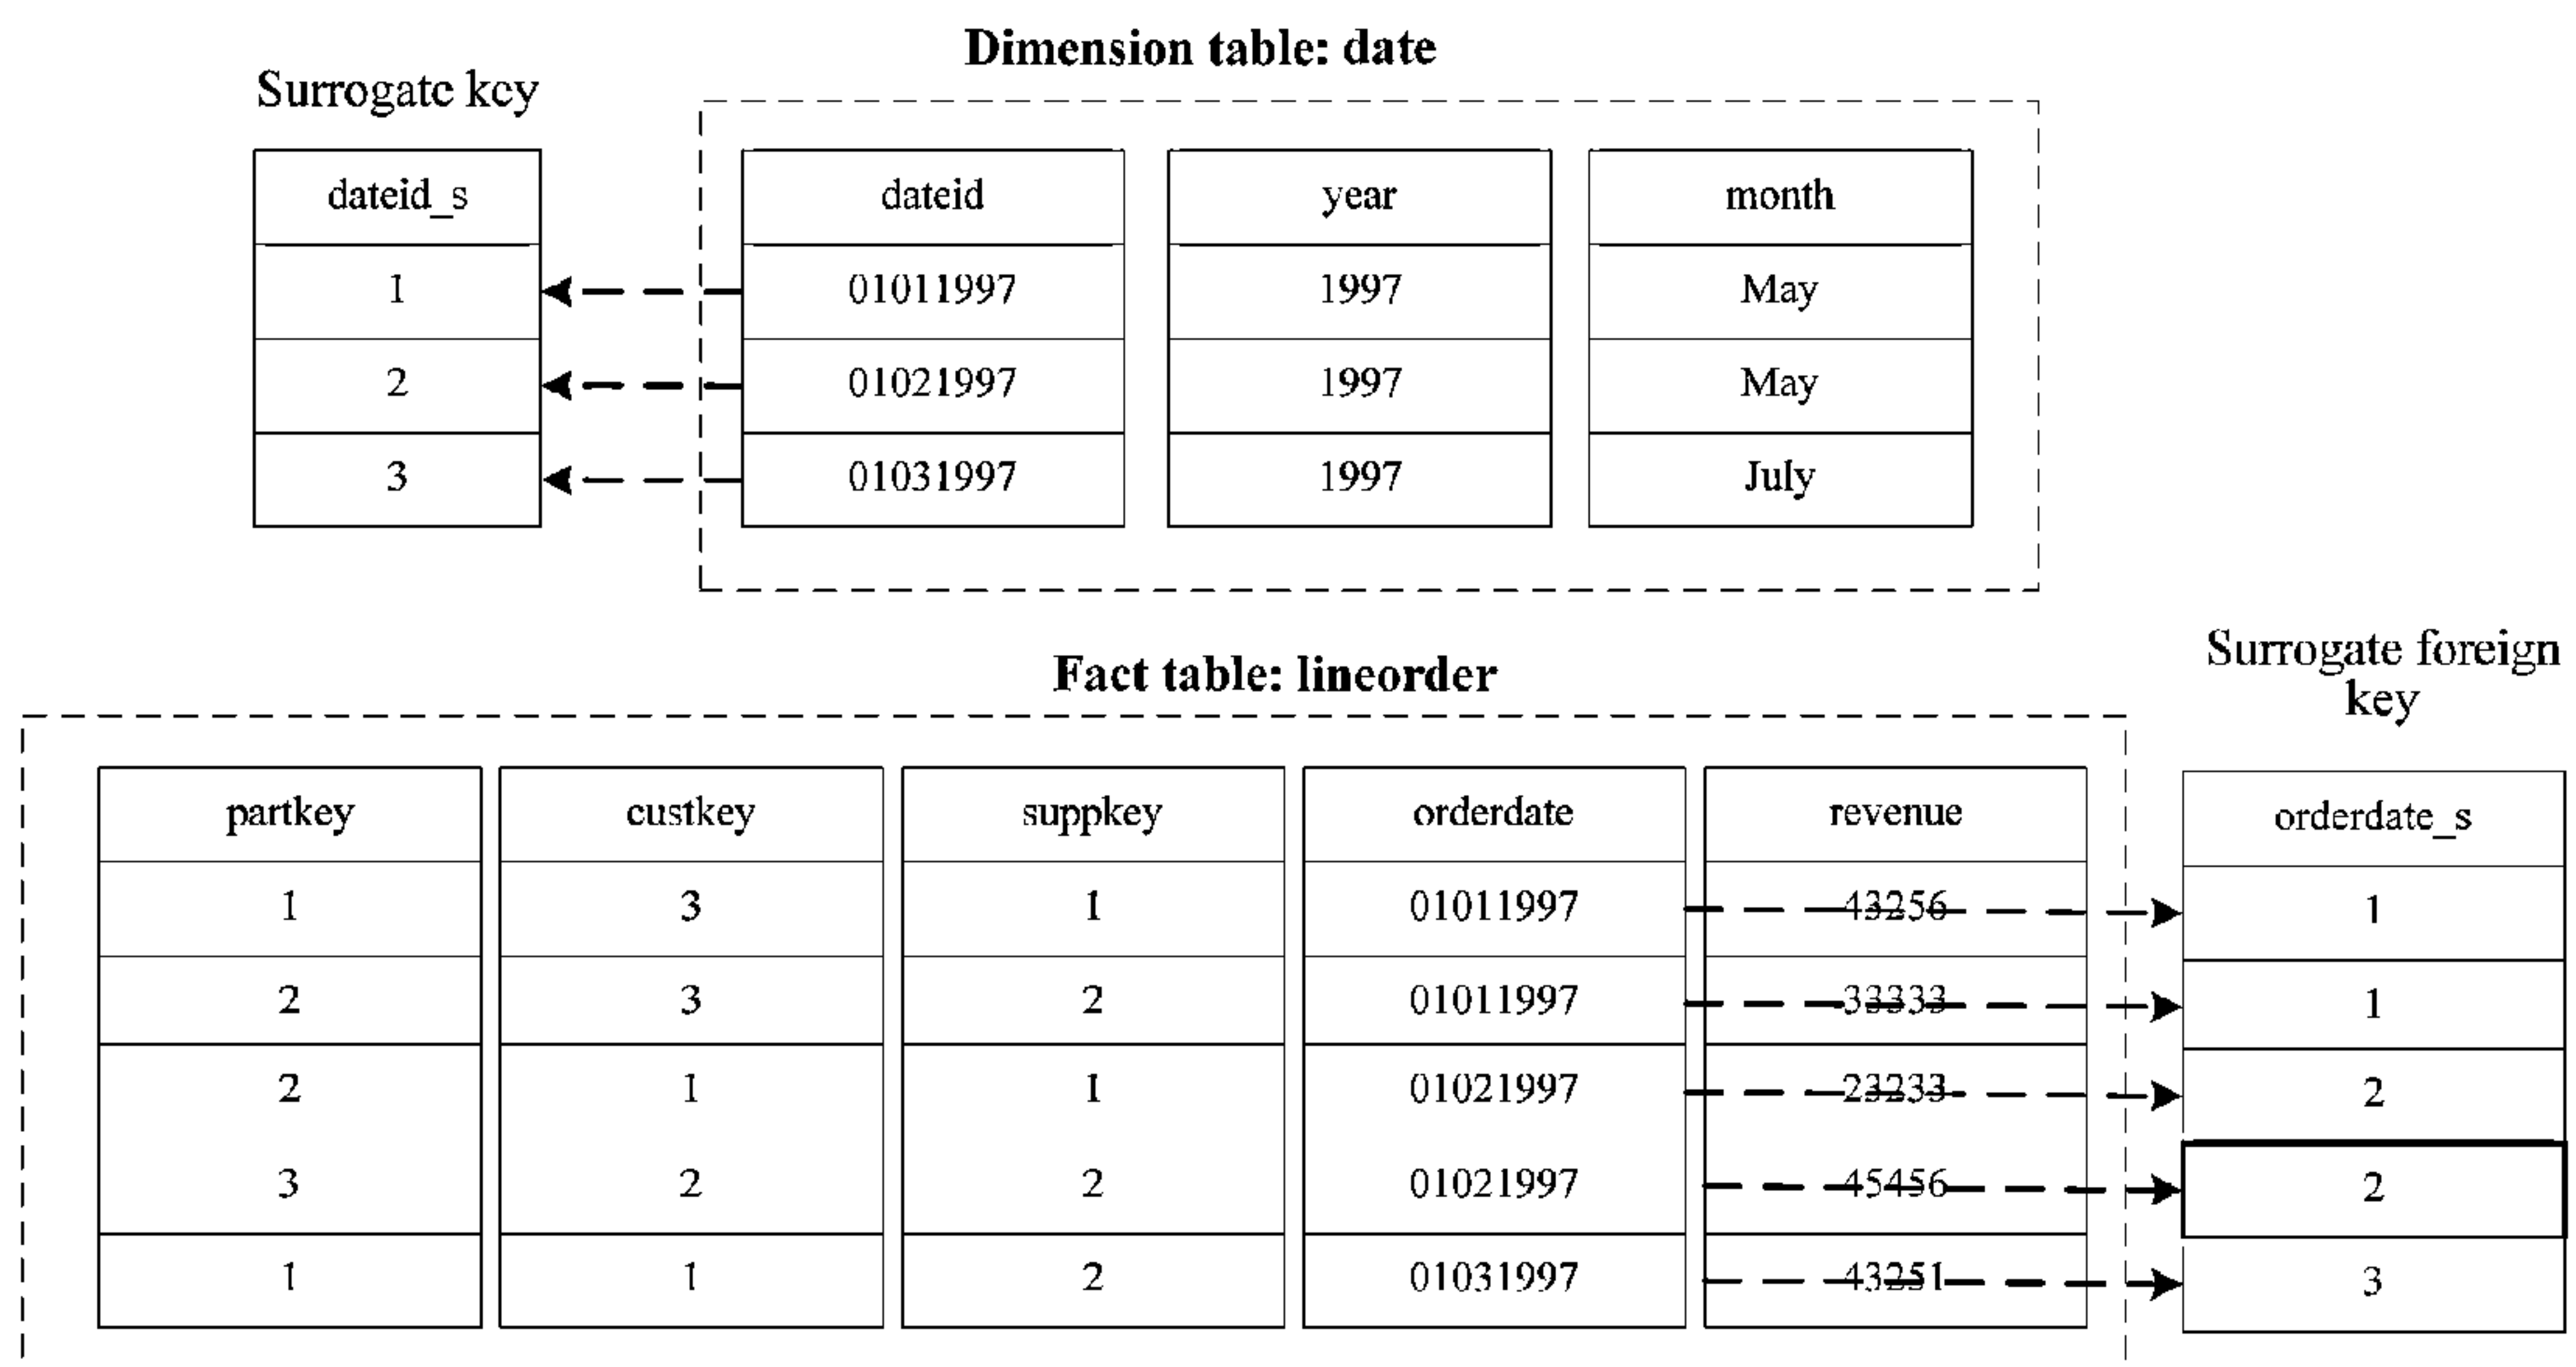 Dimension table: date
Surrogate key
dateid_s dateid year month
1 01011997 1997 May
2 01021997 1997 May
3 01031997 1997 July
Surrogate foreign
key
Fact table: lineorder
partkey custkey suppkey orderdate revenue orderdate_s
1 3 1 01011997 43256 1
2 3 2 01011997 33333 1
2 1 1 01021997 23233 2
3 2 2 01021997 45456 2
1 1 2 01031997 43251 3